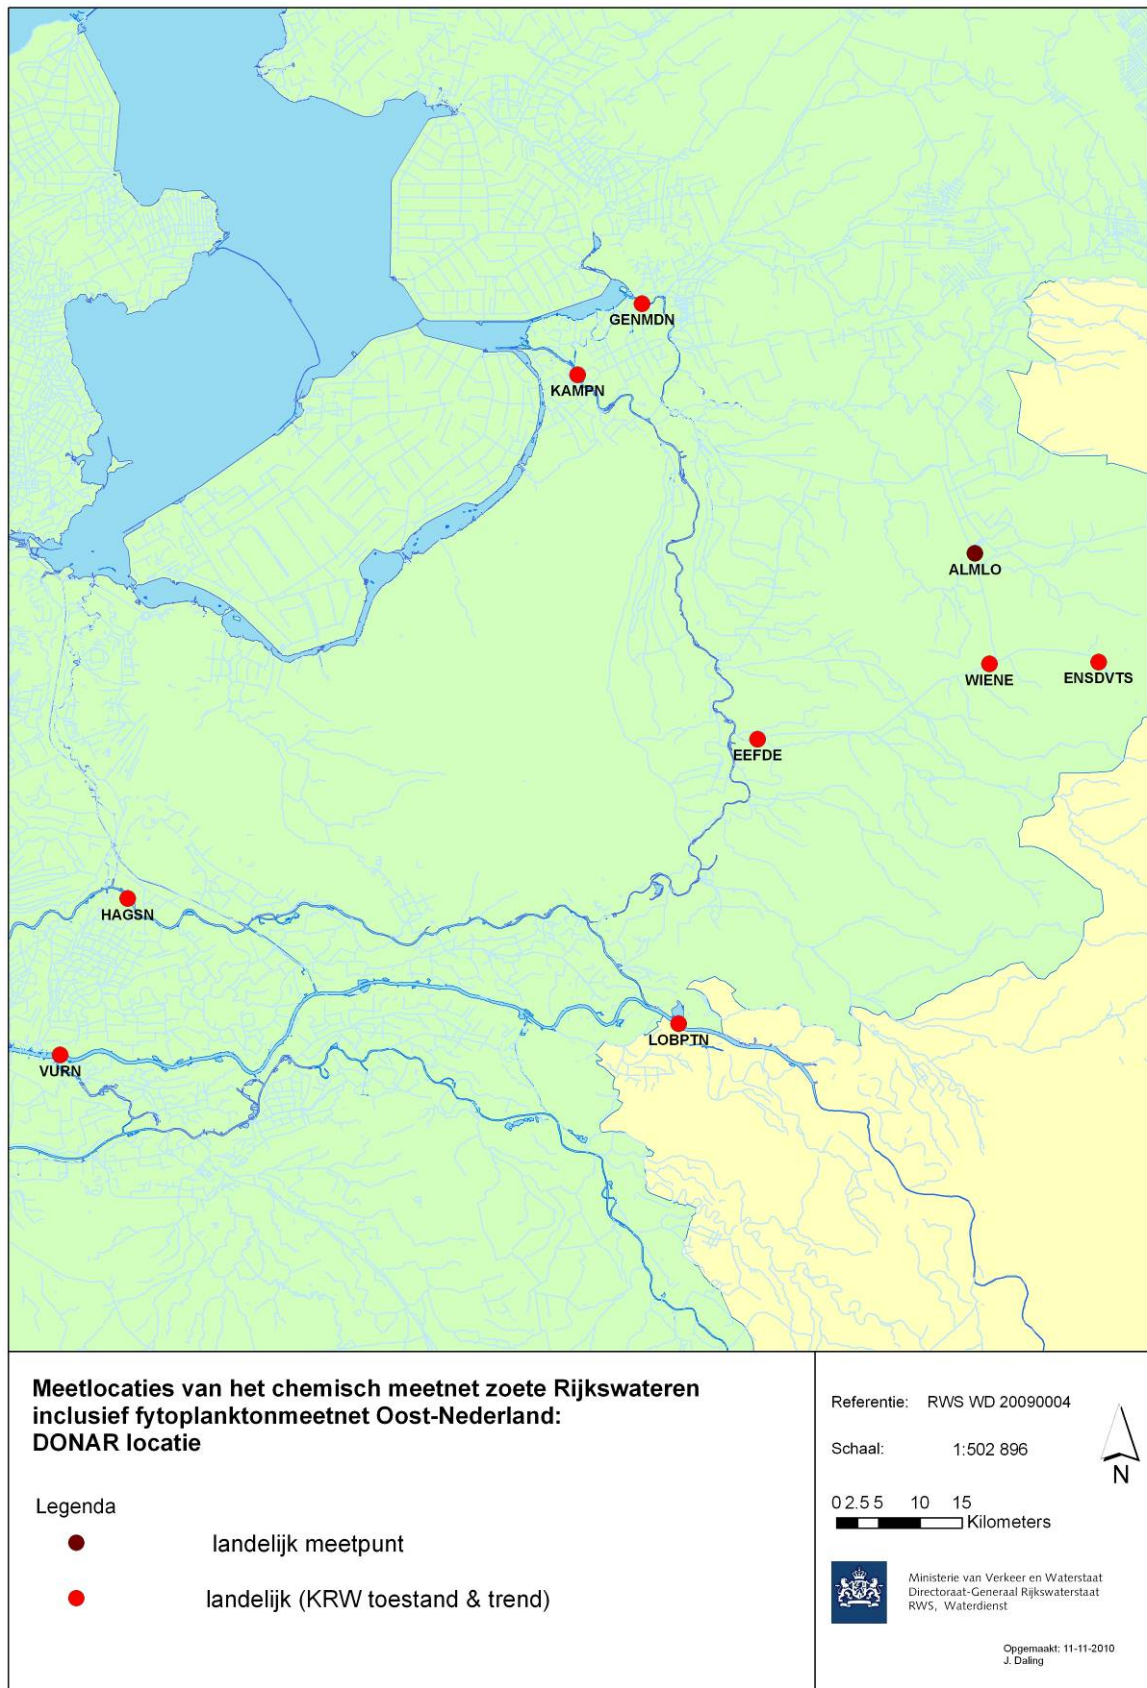 GENMDN
KAMPN
ALMLO
WIENE
ENSDVTS
EEFDE
HAGSN
LOBPTN
VURN
Meetlocaties van het chemisch meetnet zoete Rijkswateren
inclusief fytoplanktonmeetnet Oost-Nederland:
DONAR locatie
Legenda
landelijk meetpunt
landelijk (KRW toestand & trend)
Referentie: RWS WD 20090004
Schaal: 1:502 896
N
0 2.5 5 10 15
Kilometers
Ministerie van Verkeer en Waterstaat
Directoraat-Generaal Rijkswaterstaat
RWS, Waterdienst
Opgemaakt: 11-11-2010
J. Daling